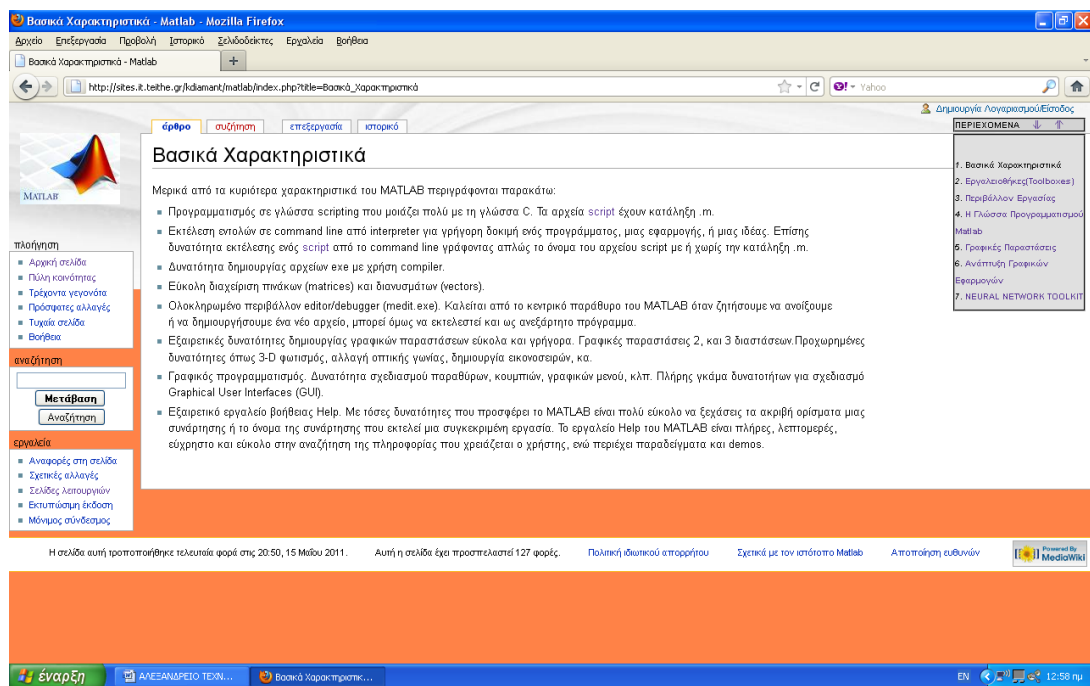 Βασικά Χαρακτηριστικά - Matlab - Mozilla Firefox
Αρχείο Επεξεργασία Προβολή Ιστορικό Σελιδοδείκτες Εργαλεία Βοήθεια
Βασικά Χαρακτηριστικά - Matlab
http://sites.it.teithe.gr/kdiamant/matlab/index.php?title=Βασικά_Χαρακτηριστικά
Yahoo
Δημιουργία Λογαριασμού/Είσοδος
άρθρο συζήτηση επεξεργασία ιστορικό
MATLAB
Βασικά Χαρακτηριστικά
Μερικά από τα κυριότερα χαρακτηριστικά του MATLAB περιγράφονται παρακάτω:
Προγραμματισμός σε γλώσσα scripting που μοιάζει πολύ με τη γλώσσα C. Τα αρχεία script έχουν κατάληξη .m.
Εκτέλεση εντολών σε command line από interpreter για γρήγορη δοκιμή ενός προγράμματος, μιας εφαρμογής, ή μιας ιδέας. Επίσης
δυνατότητα εκτέλεσης ενός script από το command line γράφοντας απλώς το όνομα του αρχείου script με ή χωρίς την κατάληξη .m.
Δυνατότητα δημιουργίας αρχείων exe με χρήση compiler.
Εύκολη διαχείριση πινάκων (matrices) και διανυσμάτων (vectors).
Ολοκληρωμένο περιβάλλον editor/debugger (medit.exe). Καλείται από το κεντρικό παράθυρο του MATLAB όταν ζητήσουμε να ανοίξουμε
ή να δημιουργήσουμε ένα νέο αρχείο, μπορεί όμως να εκτελεστεί και ως ανεξάρτητο πρόγραμμα.
Εξαιρετικές δυνατότητες δημιουργίας γραφικών παραστάσεων εύκολα και γρήγορα. Γραφικές παραστάσεις 2, και 3 διαστάσεων.Προχωρημένες
δυνατότητες όπως 3-D φωτισμός, αλλαγή οπτικής γωνίας, δημιουργία εικονοσειρών, κα.
Γραφικός προγραμματισμός. Δυνατότητα σχεδιασμού παραθύρων, κουμπιών, γραφικών μενού, κλπ. Πλήρης γκάμα δυνατοτήτων για σχεδιασμό
Graphical User Interfaces (GUI).
Εξαιρετικό εργαλείο βοήθειας Help. Με τόσες δυνατότητες που προσφέρει το MATLAB είναι πολύ εύκολο να ξεχάσεις τα ακριβή ορίσματα μιας
συνάρτησης ή το όνομα της συνάρτησης που εκτελεί μια συγκεκριμένη εργασία. Το εργαλείο Help του MATLAB είναι πλήρες, λεπτομερές,
εύχρηστο και εύκολο στην αναζήτηση της πληροφορίας που χρειάζεται ο χρήστης, ενώ περιέχει παραδείγματα και demos.
ΠΕΡΙΕΧΟΜΕΝΑ
1. Βασικά Χαρακτηριστικά
2. Εργαλειοθήκες(Toolboxes)
3. Περιβάλλον Εργασίας
4. Η Γλώσσα Προγραμματισμού
Matlab
5. Γραφικές Παραστάσεις
6. Ανάπτυξη Γραφικών
Εφαρμογών
7. NEURAL NETWORK TOOLKIT
πλοήγηση
Αρχική σελίδα
Πύλη κοινότητας
Τρέχοντα γεγονότα
Πρόσφατες αλλαγές
Τυχαία σελίδα
Βοήθεια
αναζήτηση
Μετάβαση
Αναζήτηση
εργαλεία
Αναφορές στη σελίδα
Σχετικές αλλαγές
Σελίδες λειτουργιών
Εκτυπώσιμη έκδοση
Μόνιμος σύνδεσμος
Η σελίδα αυτή τροποποιήθηκε τελευταία φορά στις 20:50, 15 Μαΐου 2011. Αυτή η σελίδα έχει προσπελαστεί 127 φορές. Πολιτική ιδιωτικού απορρήτου Σχετικά με τον ιστότοπο Matlab Αποποίηση ευθυνών Powered By
MediaWiki
έναρξη ΑΛΕΞΑΝΔΡΕΙΟ ΤΕΧΝ... Βασικά Χαρακτηριστικ... EN 12:58 πμ